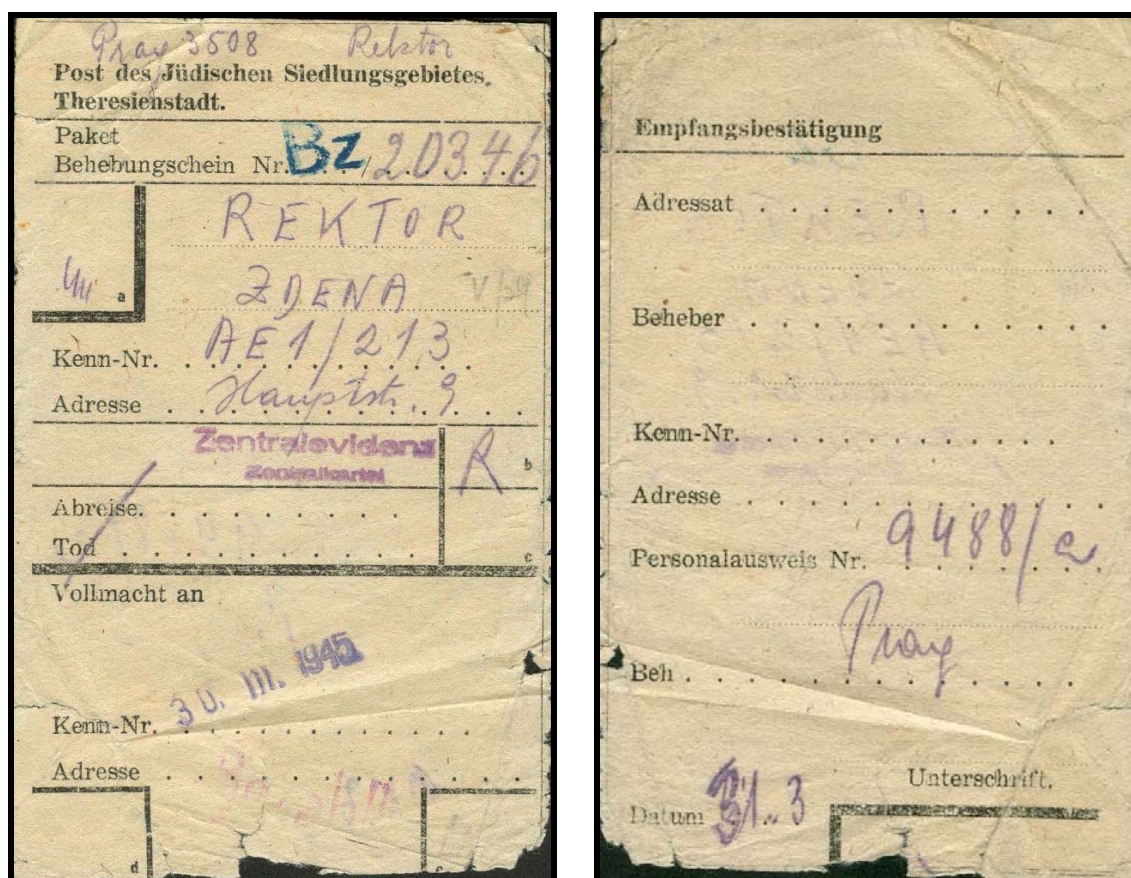 Prag 3508 Rektor
Post des Jüdischen Siedlungsgebietes.
Theresienstadt.
Paket
Behebungschein Nr. Bz/20346
REKTOR
ZDENA V/39
a
Kenn-Nr. AE1/213
Adresse Hauptstr. 9
Zentralevidenz
Zentralkartei
R b
Abreise.
Tod
c
Vollmacht an
30. III. 1945
Kenn-Nr.
Adresse
d
Empfangsbestätigung
Adressat
Beheber
Kenn-Nr.
Adresse
Personalausweis Nr. 9488/a
Prag
Beh
Unterschrift.
Datum 31. 3